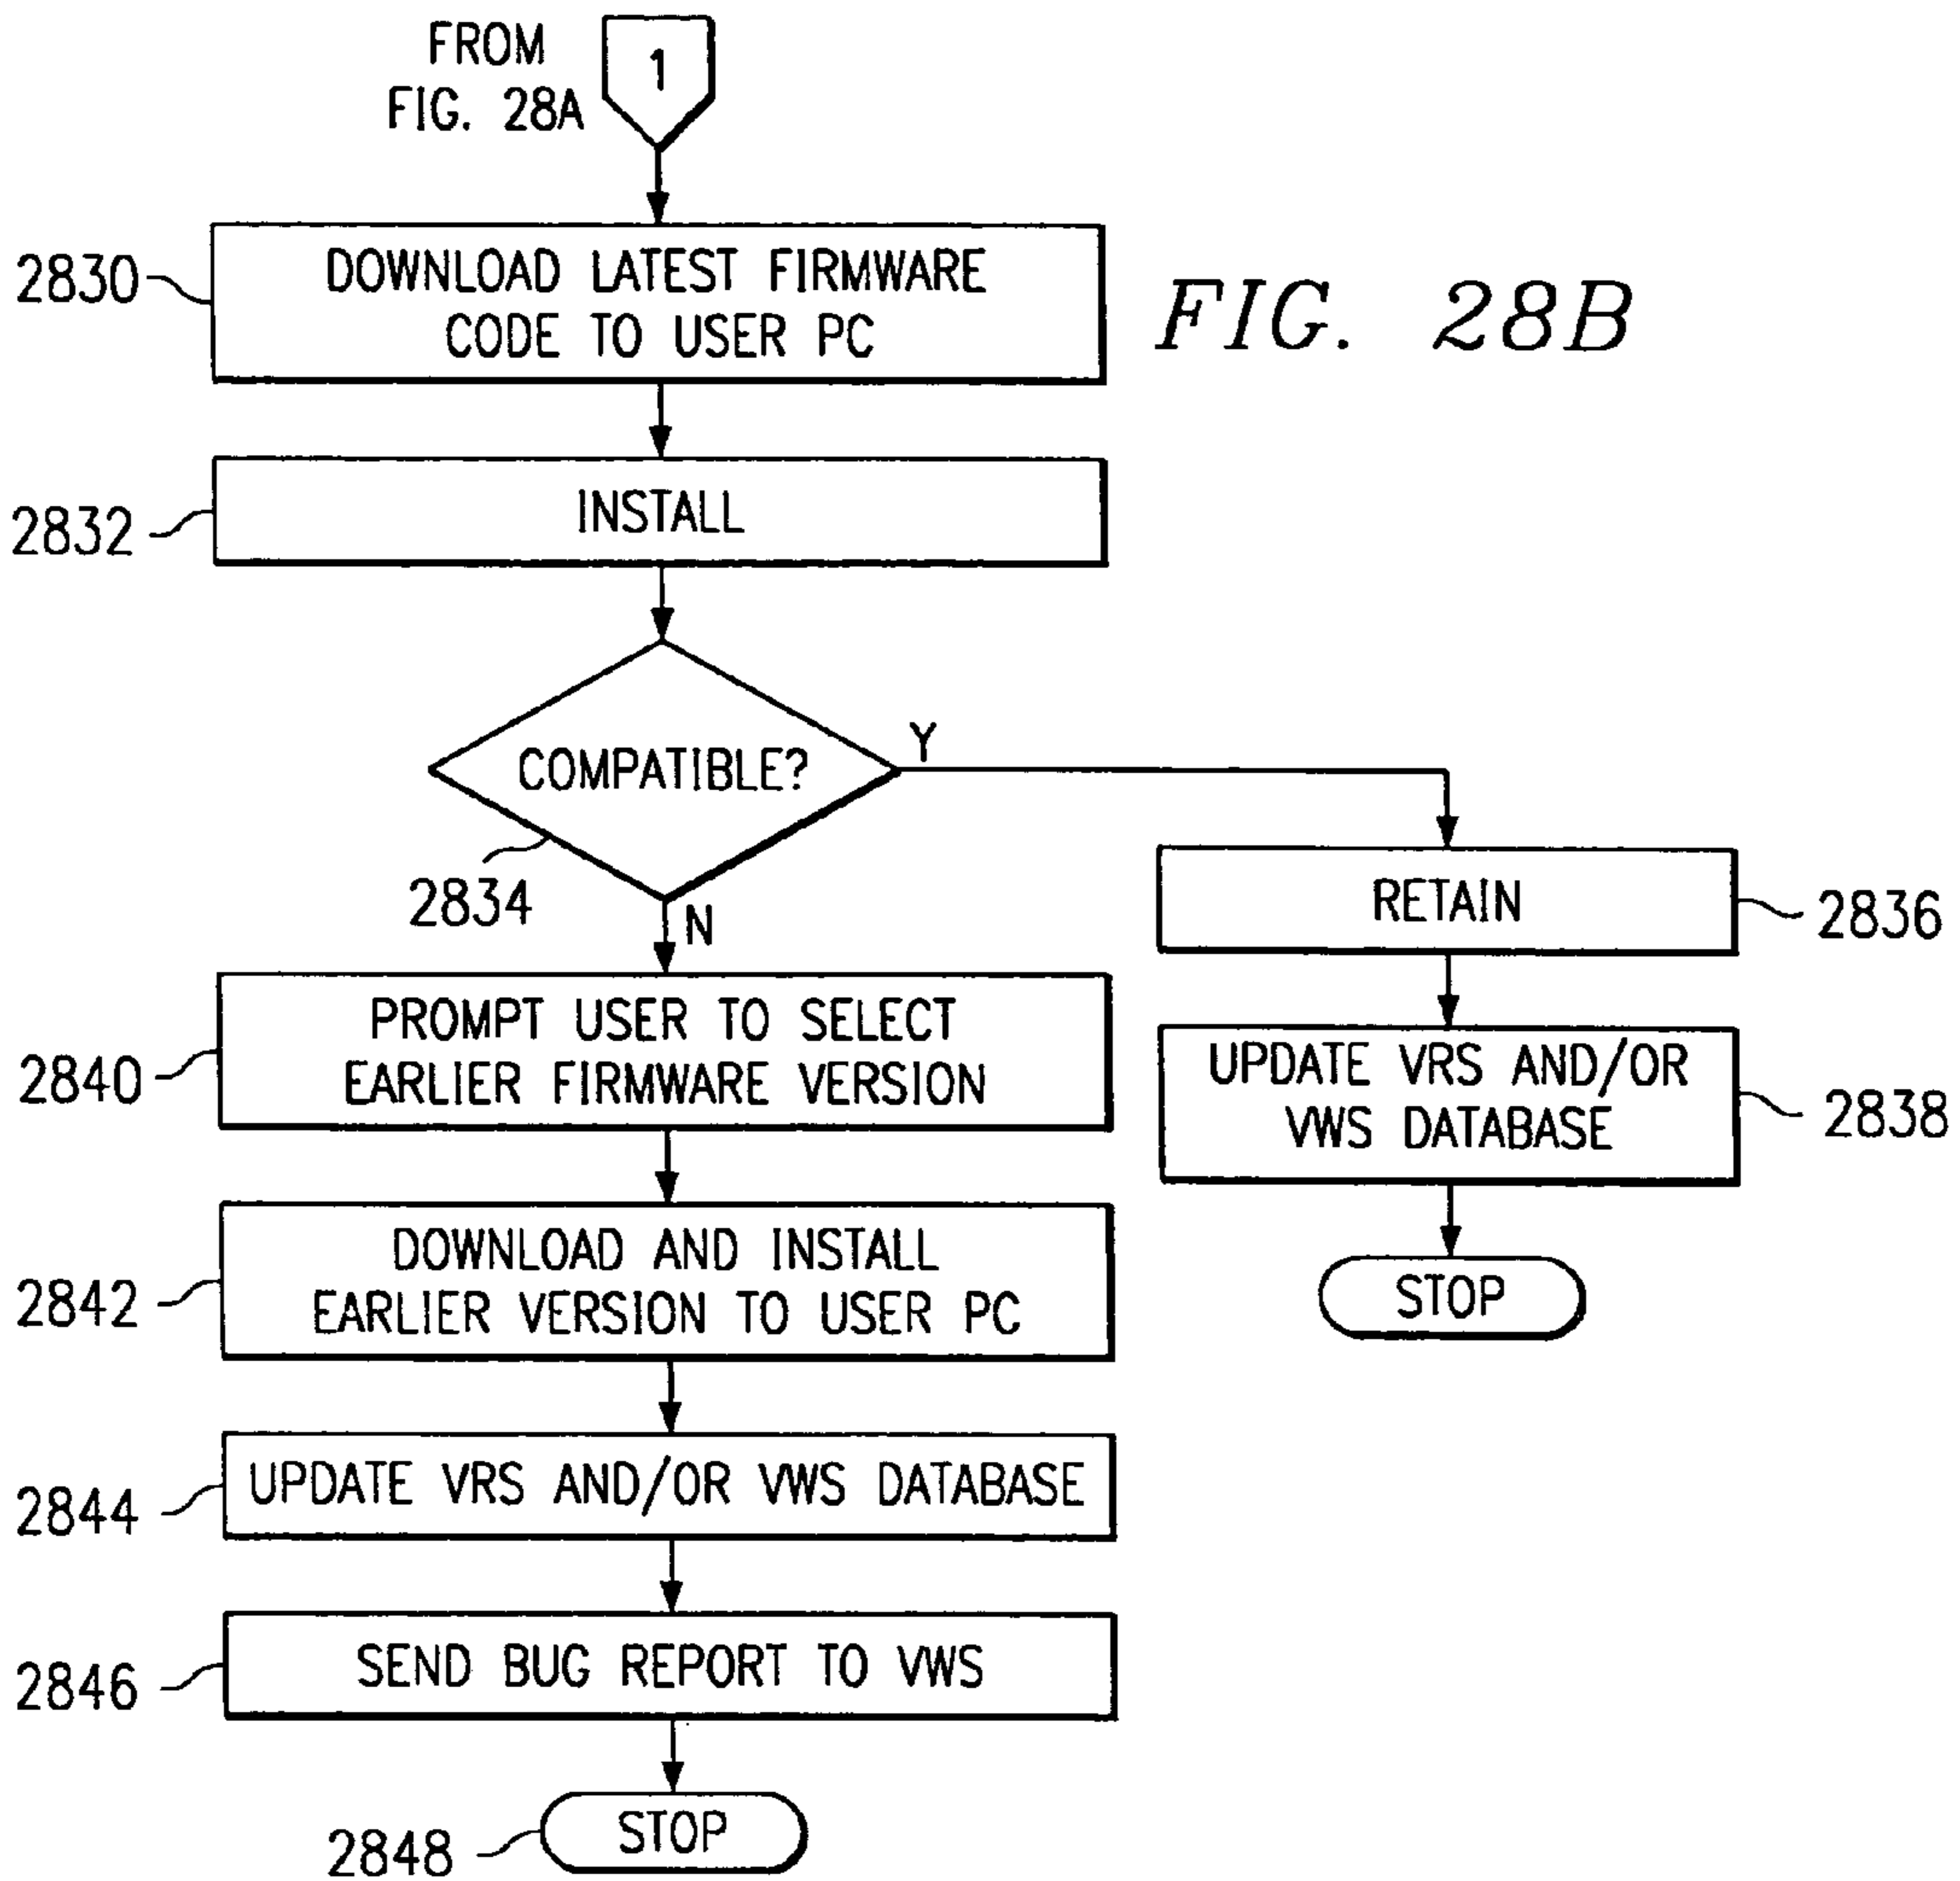 FROM
FIG. 28A
1
2830
DOWNLOAD LATEST FIRMWARE
CODE TO USER PC
FIG. 28B
2832
INSTALL
COMPATIBLE?
Y
2834
N
RETAIN
2836
2840
PROMPT USER TO SELECT
EARLIER FIRMWARE VERSION
UPDATE VRS AND/OR
VWS DATABASE
2838
2842
DOWNLOAD AND INSTALL
EARLIER VERSION TO USER PC
STOP
2844
UPDATE VRS AND/OR VWS DATABASE
2846
SEND BUG REPORT TO VWS
2848
STOP